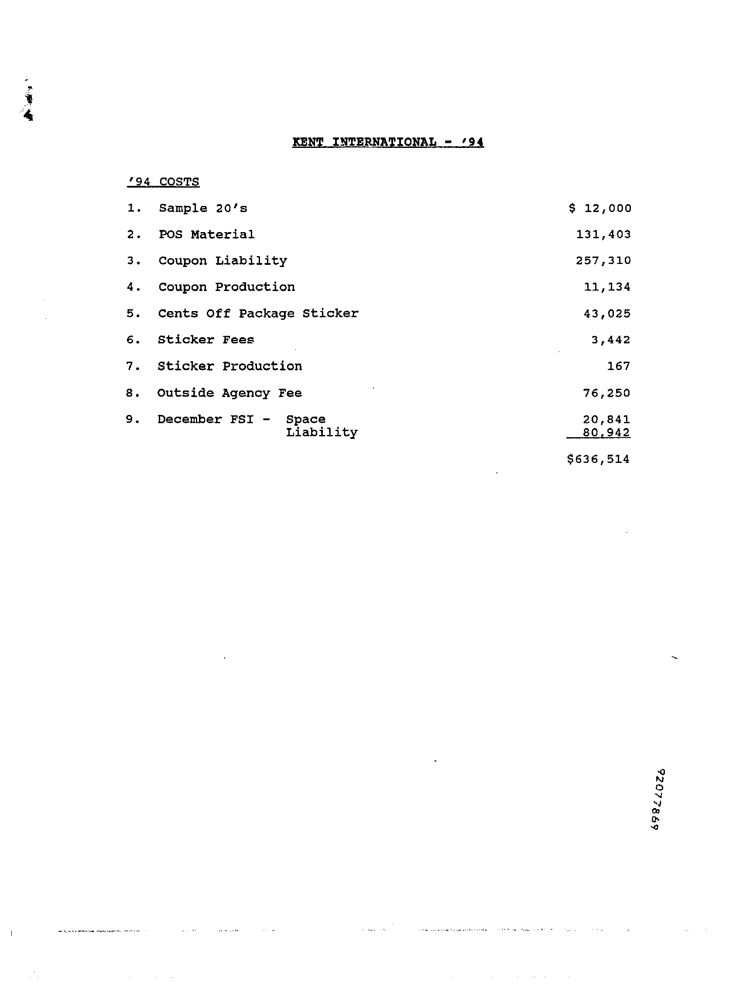 KENT INTERNATIONAL - '94
'94 COSTS
1. Sample 20's $ 12,000
2. POS Material 131,403
3. Coupon Liability 257,310
4. Coupon Production 11,134
5. Cents Off Package Sticker 43,025
6. Sticker Fees 3,442
7. Sticker Production 167
8. Outside Agency Fee 76,250
9. December FSI - Space 20,841
Liability 80,942
$636,514
92077869